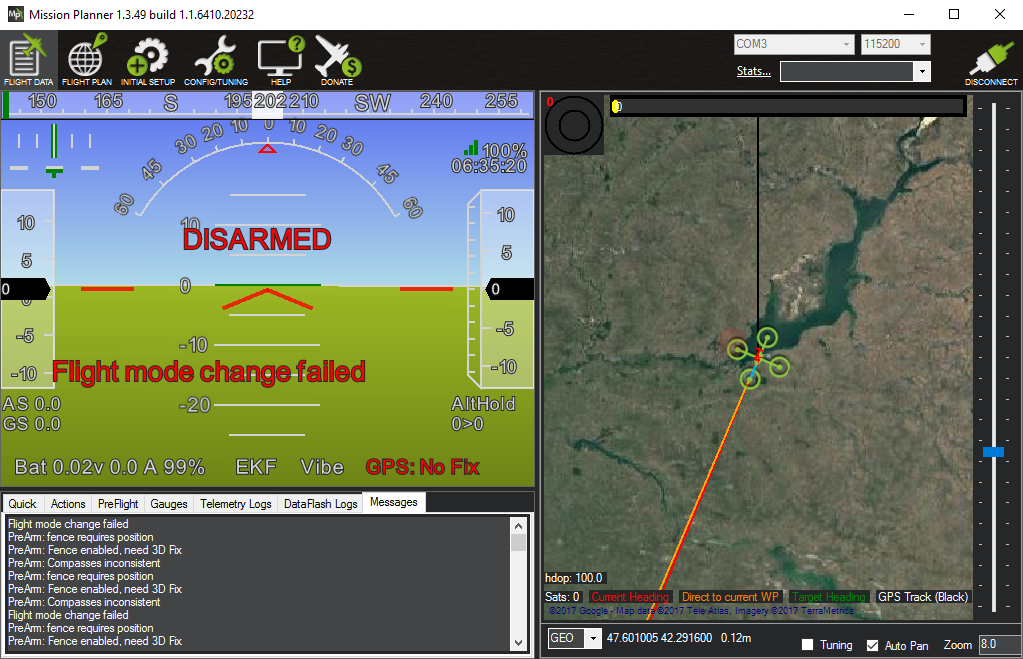 Mission Planner 1.3.49 build 1.1.6410.20232
FLIGHT DATA FLIGHT PLAN INITIAL SETUP CONFIG/TUNING HELP DONATE
COM3 115200
Stats...
DISCONNECT
150 165 S 195 202 210 SW 240 255
60 45 30 20 10 0 10 20 30 45 60
100%
06:35:20
10 10 10
DISARMED
5 5
0 0 0
0
-5 -5
-10 -10 -10
Flight mode change failed
AS 0.0 -20 AltHold
GS 0.0 0>0
Bat 0.02v 0.0 A 99% EKF Vibe GPS: No Fix
Quick Actions PreFlight Gauges Telemetry Logs DataFlash Logs Messages
Flight mode change failed
PreArm: fence requires position
PreArm: Fence enabled, need 3D Fix
PreArm: Compasses inconsistent
PreArm: fence requires position
PreArm: Fence enabled, need 3D Fix
PreArm: Compasses inconsistent
Flight mode change failed
PreArm: fence requires position
PreArm: Fence enabled, need 3D Fix
0 0
hdop: 100.0
Sats: 0 Current Heading Direct to current WP Target Heading GPS Track (Black)
©2017 Google - Map data ©2017 Tele Atlas, Imagery ©2017 TerraMetrics
GEO 47.601005 42.291600 0.12m
Tuning Auto Pan Zoom 8.0